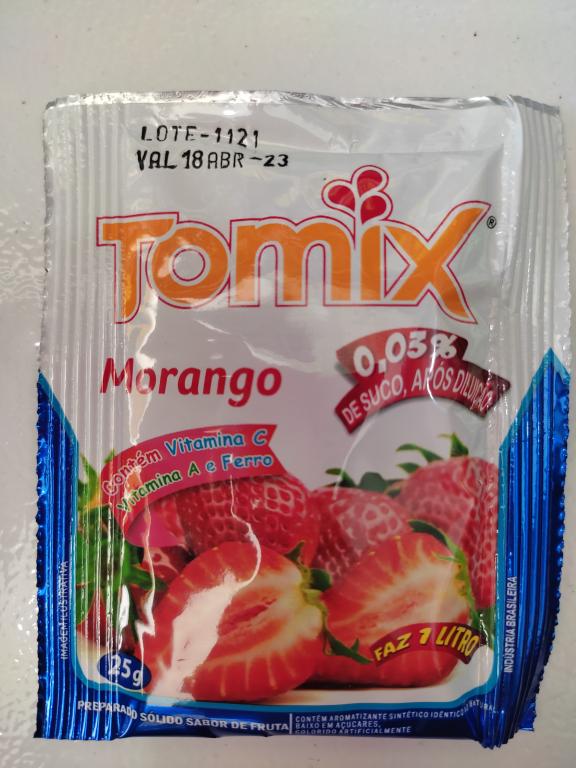 LOTE-1121
VAL 18 ABR-23
Tomix®
Morango
0,03%
DE SUCO, APÓS DILUIÇÃO
Contém Vitamina C
Vitamina A e Ferro
FAZ 1 LITRO
25g
IMAGEM ILUSTRATIVA
INDÚSTRIA BRASILEIRA
PREPARADO SÓLIDO SABOR DE FRUTA
CONTÉM AROMATIZANTE SINTÉTICO IDÊNTICO AO NATURAL
BAIXO EM AÇÚCARES
COLORIDO ARTIFICIALMENTE